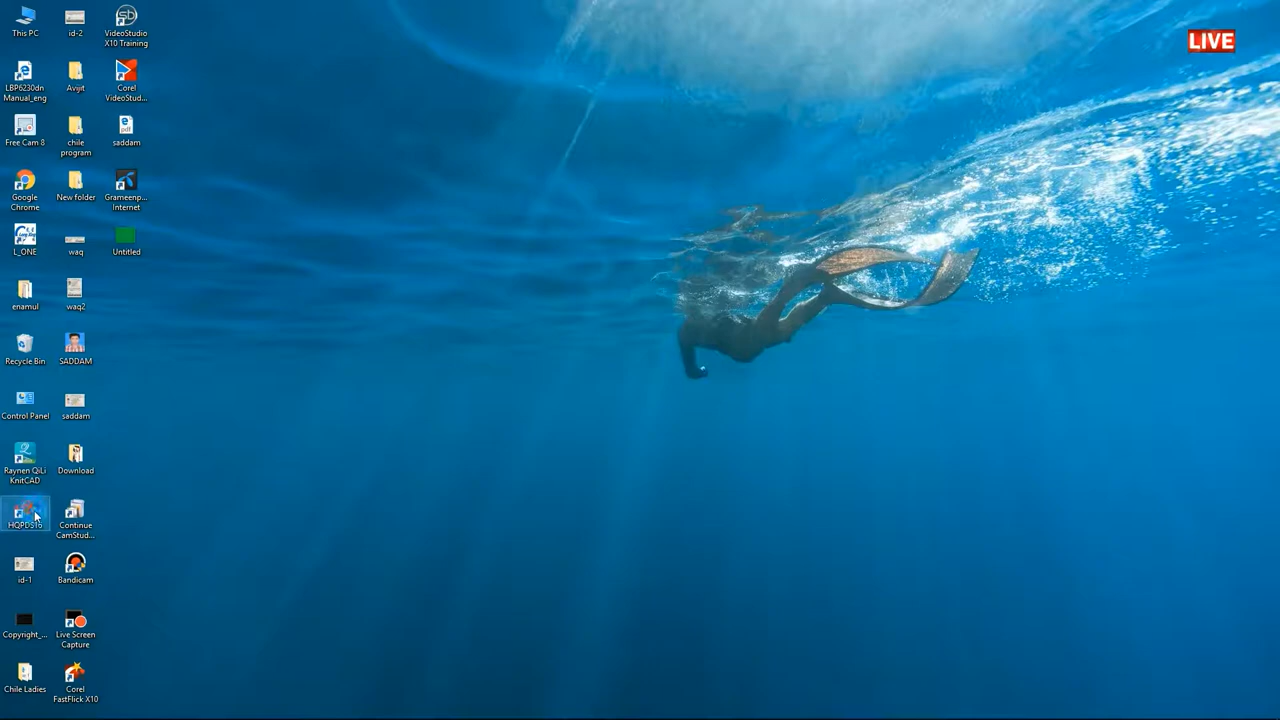 This PC
LBP6230dn
Manual_eng
Free Cam 8
Google
Chrome
L_ONE
enamul
Recycle Bin
Control Panel
Raynen QiLi
KnitCAD
HQPDS16
id-1
Copyright_...
Chile Ladies
id-2
Avijit
chile
program
New folder
waq
waq2
SADDAM
saddam
Download
Continue
CamStud...
Bandicam
Live Screen
Capture
Corel
FastFlick X10
VideoStudio
X10 Training
Corel
VideoStud...
pdf
saddam
Grameenp...
Internet
Untitled
LIVE